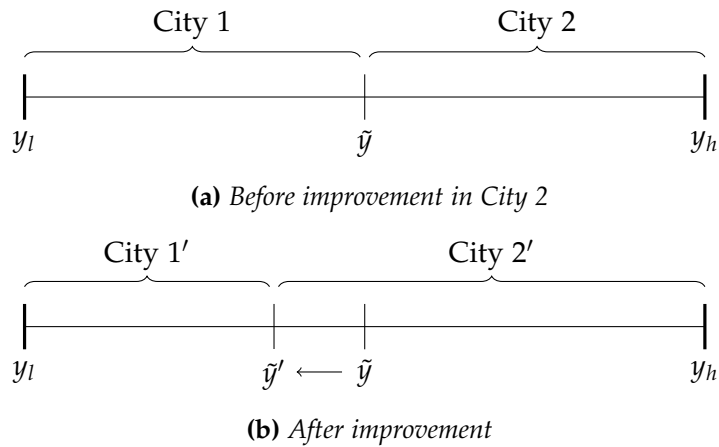 City 1 City 2
y_l ỹ y_h
(a) Before improvement in City 2
City 1′ City 2′
y_l ỹ′ ← ỹ y_h
(b) After improvement